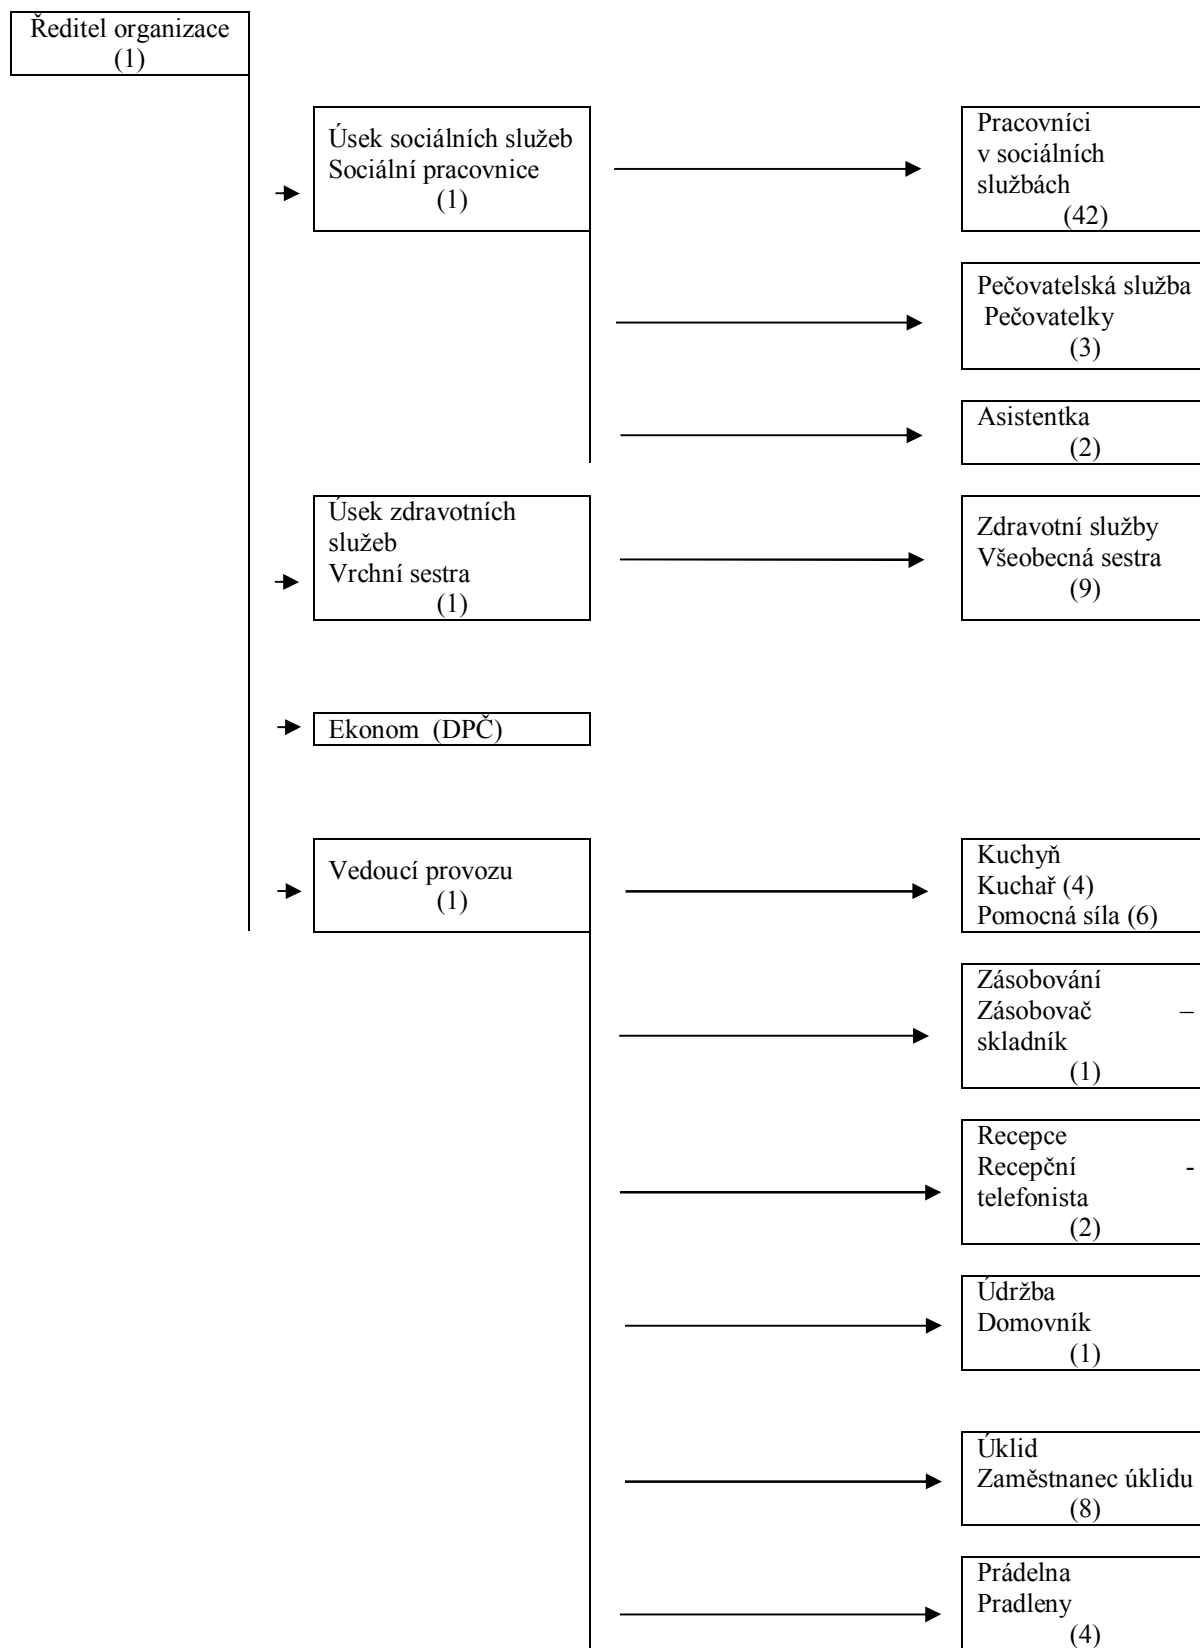 Ředitel organizace
(1)
Úsek sociálních služeb
Sociální pracovnice
(1)
Pracovníci
v sociálních
službách
(42)
Pečovatelská služba
Pečovatelky
(3)
Asistentka
(2)
Úsek zdravotních
služeb
Vrchní sestra
(1)
Zdravotní služby
Všeobecná sestra
(9)
Ekonom (DPČ)
Vedoucí provozu
(1)
Kuchyň
Kuchař (4)
Pomocná síla (6)
Zásobování
Zásobovač –
skladník
(1)
Recepce
Recepční -
telefonista
(2)
Údržba
Domovník
(1)
Úklid
Zaměstnanec úklidu
(8)
Prádelna
Pradleny
(4)